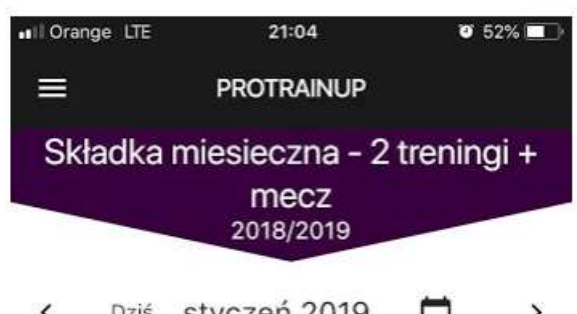 Orange LTE 21:04 52%
PROTRAINUP
Składka miesieczna - 2 treningi +
mecz
2018/2019
Dziś styczeń 2019